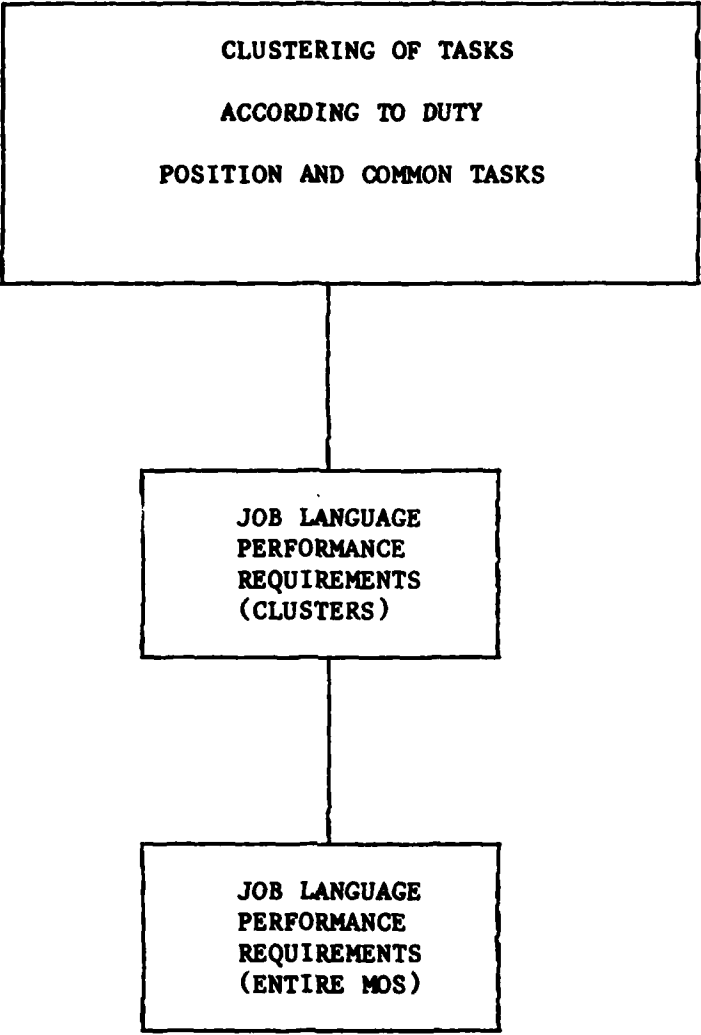 CLUSTERING OF TASKS
ACCORDING TO DUTY
POSITION AND COMMON TASKS
JOB LANGUAGE
PERFORMANCE
REQUIREMENTS
(CLUSTERS)
JOB LANGUAGE
PERFORMANCE
REQUIREMENTS
(ENTIRE MOS)